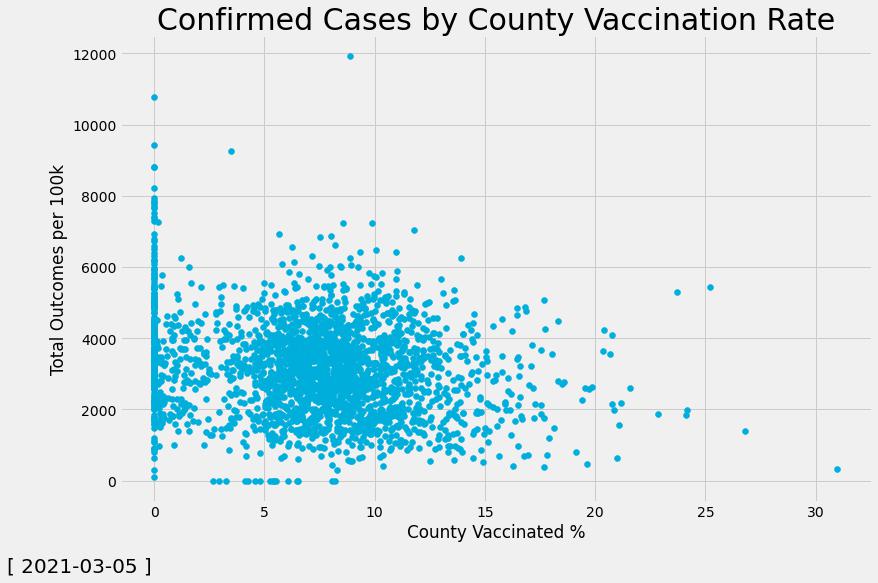 Confirmed Cases by County Vaccination Rate
12000
10000
8000
6000
4000
2000
0
Total Outcomes per 100k
0 5 10 15 20 25 30
County Vaccinated %
[ 2021-03-05 ]